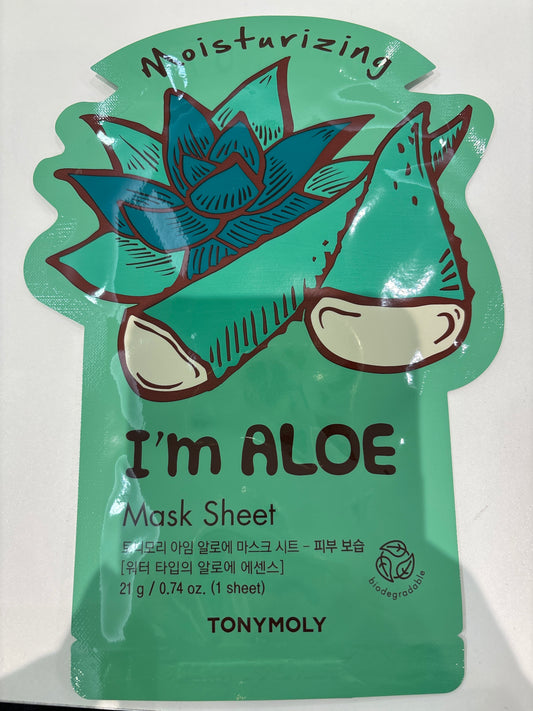 Moisturizing
I'm ALOE
Mask Sheet
토니모리 아임 알로에 마스크 시트 – 피부 보습
[워터 타입의 알로에 에센스]
21 g / 0.74 oz. (1 sheet)
biodegradable
TONYMOLY